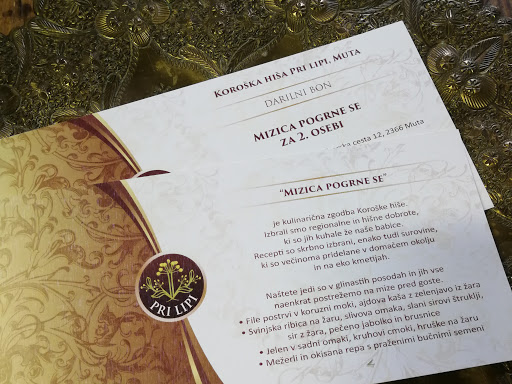 Koroška hiša Pri lipi, Muta
DARILNI BON
MIZICA POGRNE SE
ZA 2. OSEBI
cesta 12, 2366 Muta
"MIZICA POGRNE SE"
je kulinarična zgodba Koroške hiše.
Izbrali smo regionalne in hišne dobrote,
ki so jih kuhale že naše babice.
Recepti so skrbno izbrani, enako tudi surovine,
ki so večinoma pridelane v domačem okolju
in na eko kmetijah.
Naštete jedi so v glinastih posodah in jih vse
naenkrat postrežemo na mize pred goste.
• File postrvi v koruzni moki, ajdova kaša z zelenjavo iz žara
• Svinjska ribica na žaru, slivova omaka, slani sirovi štruklji,
sir z žara, pečeno jabolko in brusnice
• Jelen v sadni omaki, kruhovi cmoki, hruške na žaru
• Mežerli in okisana repa s praženimi bučnimi semeni
PRI LIPI